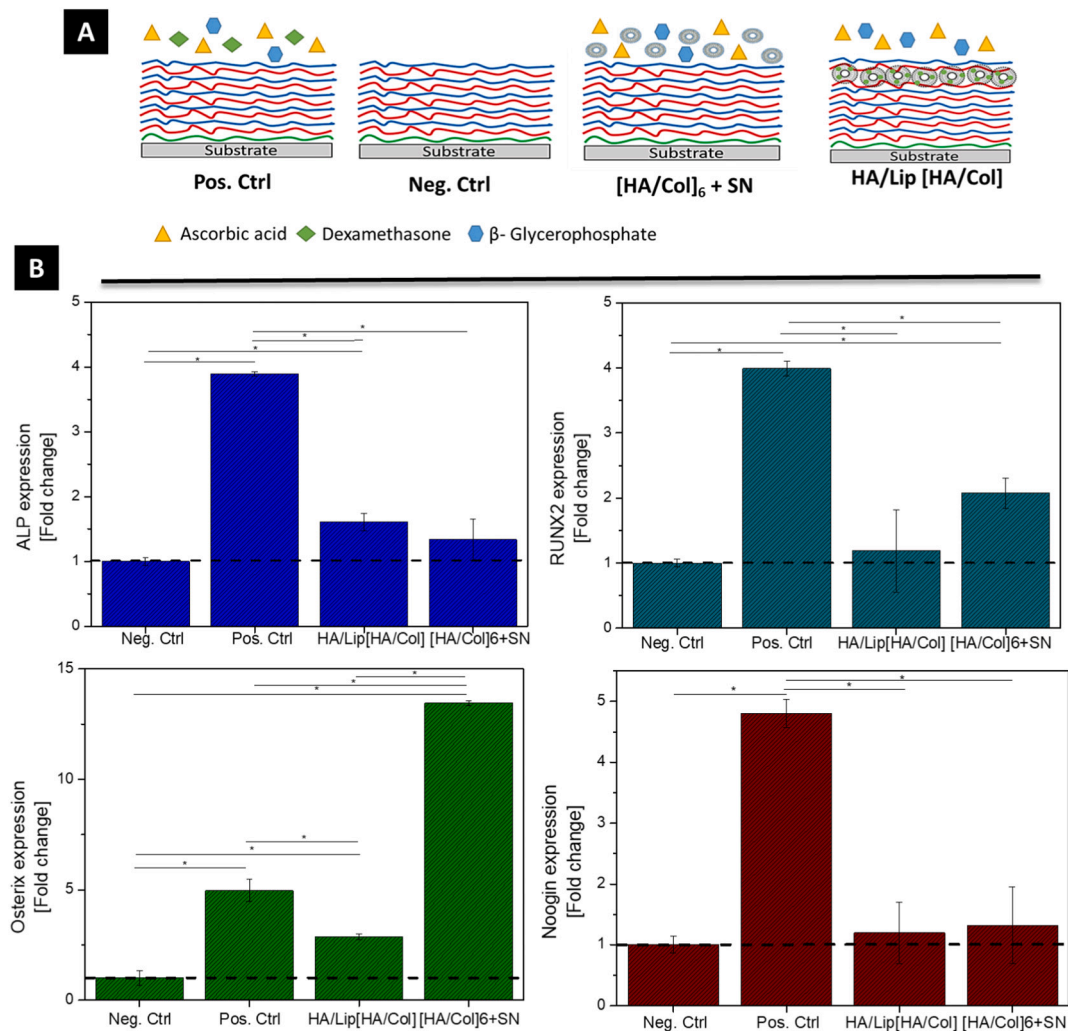 A
Substrate
Substrate
Substrate
Substrate
Pos. Ctrl
Neg. Ctrl
[HA/Col]6 + SN
HA/Lip [HA/Col]
Ascorbic acid
Dexamethasone
β- Glycerophosphate
B
ALP expression
[Fold change]
5
4
3
2
1
0
*
*
*
*
Neg. Ctrl
Pos. Ctrl
HA/Lip[HA/Col]
[HA/Col]6+SN
RUNX2 expression
[Fold change]
5
4
3
2
1
0
*
*
*
*
Neg. Ctrl
Pos. Ctrl
HA/Lip[HA/Col]
[HA/Col]6+SN
Osterix expression
[Fold change]
15
10
5
0
*
*
*
*
*
*
Neg. Ctrl
Pos. Ctrl
HA/Lip[HA/Col]
[HA/Col]6+SN
Noogin expression
[Fold change]
5
4
3
2
1
0
*
*
*
Neg. Ctrl
Pos. Ctrl
HA/Lip[HA/Col]
[HA/Col]6+SN